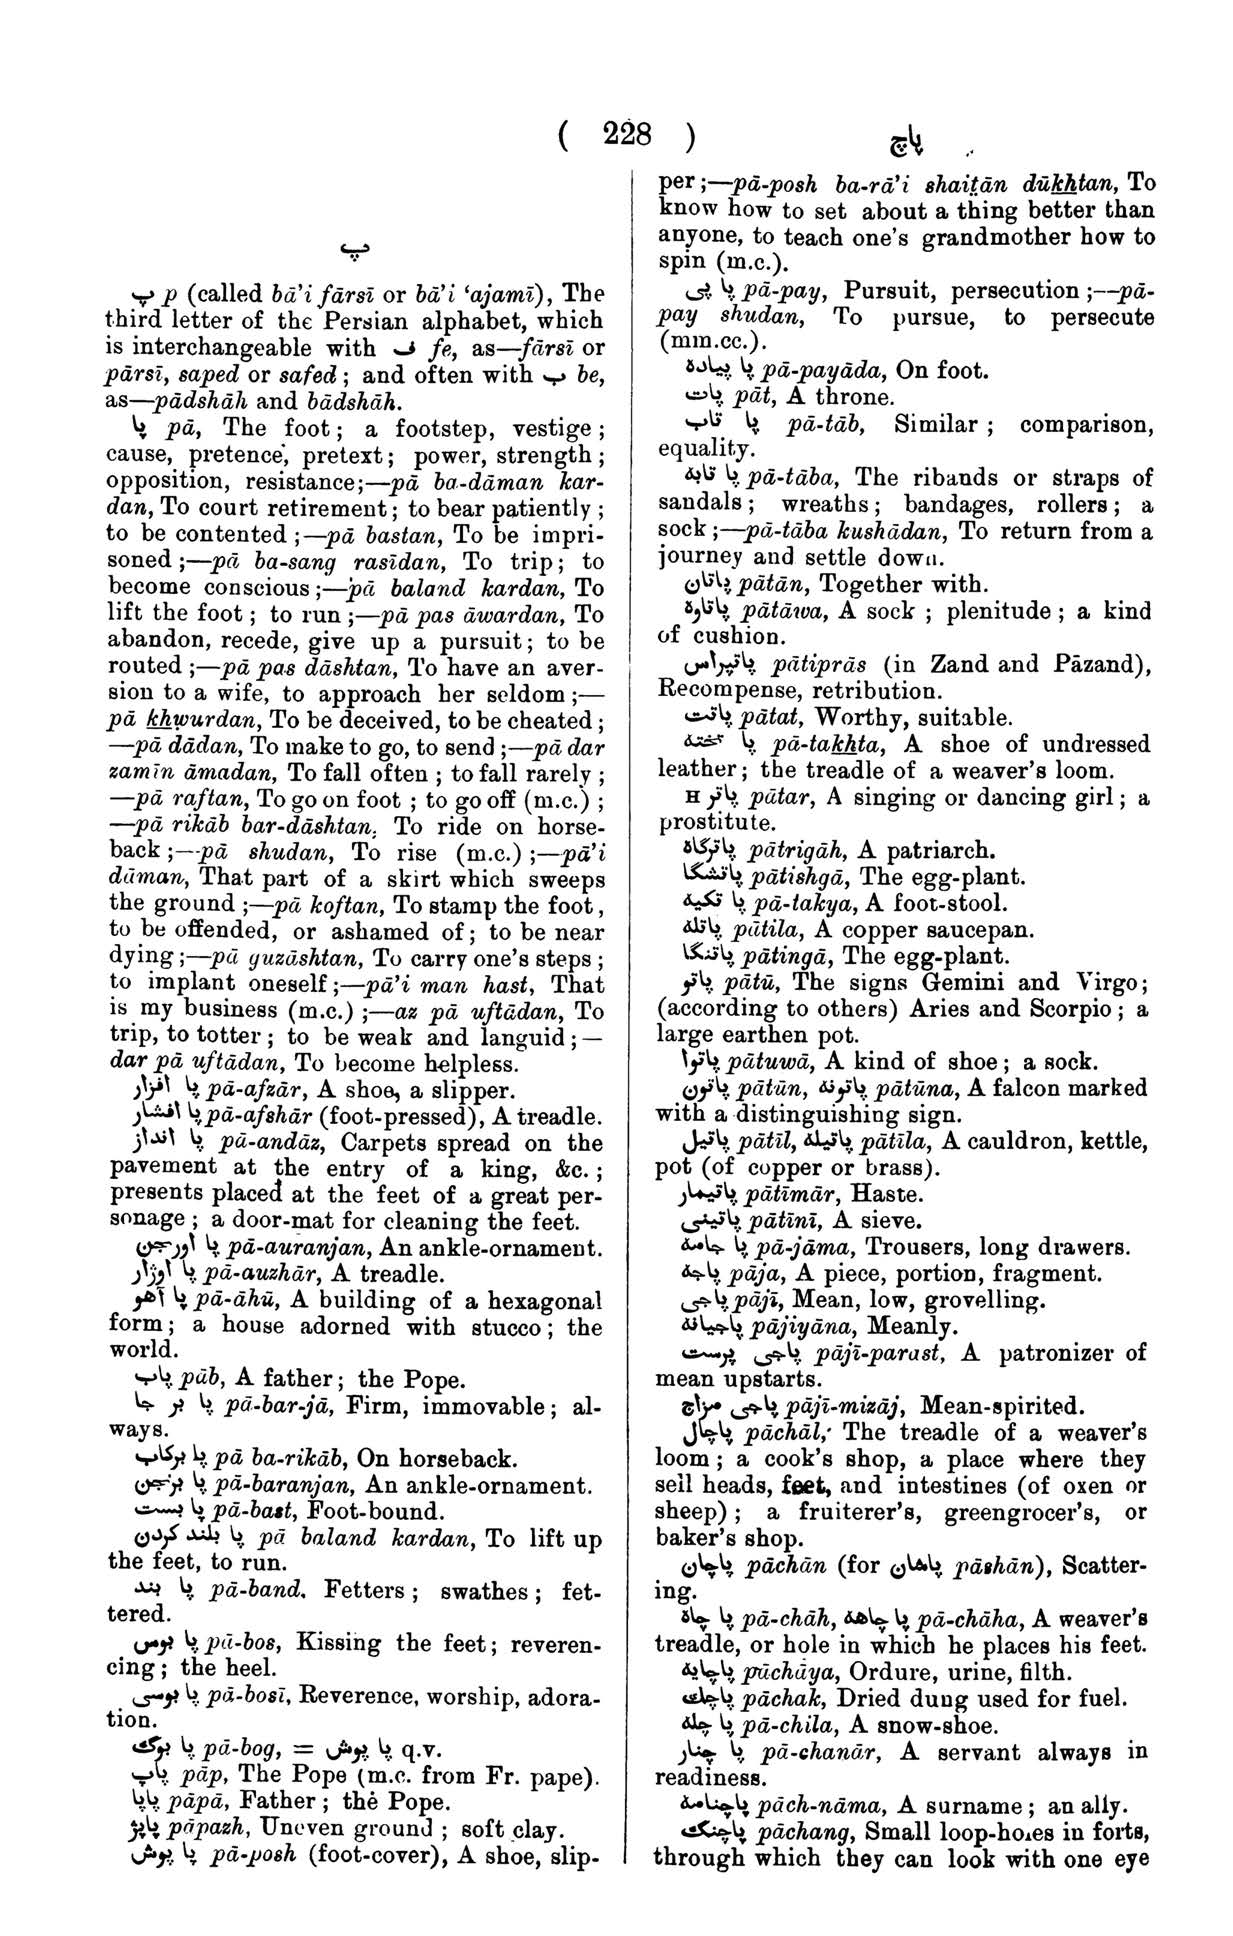 ( 228 )
پاچ
پ
پ p (called bā’i fārsī or bā’i ‘ajamī), The
third letter of the Persian alphabet, which
is interchangeable with ف fe, as—fārsī or
pārsī, saped or safed ; and often with ب be,
as—pādshāh and bādshāh.
پا pā, The foot ; a footstep, vestige ;
cause, pretence, pretext ; power, strength ;
opposition, resistance;—pā ba-dāman kar-
dan, To court retirement ; to bear patiently ;
to be contented ;—pā bastan, To be impri-
soned ;—pā ba-sang rasīdan, To trip ; to
become conscious ;—pā baland kardan, To
lift the foot ; to run ;—pā pas āwardan, To
abandon, recede, give up a pursuit ; to be
routed ;—pā pas dāshtan, To have an aver-
sion to a wife, to approach her seldom ;—
pā khẉurdan, To be deceived, to be cheated ;
—pā dādan, To make to go, to send ;—pā dar
zamīn āmadan, To fall often ; to fall rarely ;
—pā raftan, To go on foot ; to go off (m.c.) ;
—pā rikāb bar-dāshtan, To ride on horse-
back ;—pā shudan, To rise (m.c.) ;—pā’i
dāman, That part of a skirt which sweeps
the ground ;—pā koftan, To stamp the foot,
to be offended, or ashamed of ; to be near
dying ;—pā guzāshtan, To carry one’s steps ;
to implant oneself ;—pā’i man hast, That
is my business (m.c.) ;—az pā uftādan, To
trip, to totter ; to be weak and languid ; —
dar pā uftādan, To become helpless.
پا افزار pā-afzār, A shoe, a slipper.
پا افشار pā-afshār (foot-pressed), A treadle.
پا انداز pā-andāz, Carpets spread on the
pavement at the entry of a king, &c. ;
presents placed at the feet of a great per-
sonage ; a door-mat for cleaning the feet.
پا اورجن pā-auranjan, An ankle-ornament.
پا اوژار pā-auzhār, A treadle.
پا آهو pā-āhū, A building of a hexagonal
form ; a house adorned with stucco ; the
world.
پاب pāb, A father ; the Pope.
پا بر جا pā-bar-jā, Firm, immovable ; al-
ways.
پا برکاب pā ba-rikāb, On horseback.
پا برنجن pā-baranjan, An ankle-ornament.
پا بست pā-bast, Foot-bound.
پا بلند کردن pā baland kardan, To lift up
the feet, to run.
پا بند pā-band, Fetters ; swathes ; fet-
tered.
پا بوس pā-bos, Kissing the feet ; reveren-
cing ; the heel.
پا بوسی pā-bosī, Reverence, worship, adora-
tion.
پا بوگ pā-bog, = پا پوش q.v.
پاپ pāp, The Pope (m.c. from Fr. pape).
پاپا pāpā, Father ; the Pope.
پاپژ pāpazh, Uneven ground ; soft clay.
پا پوش pā-posh (foot-cover), A shoe, slip-
per ;—pā-posh ba-rā’i shait̤ān dūkhtan, To
know how to set about a thing better than
anyone, to teach one’s grandmother how to
spin (m.c.).
پا پی pā-pay, Pursuit, persecution ;—pā-
pay shudan, To pursue, to persecute
(mm.cc.).
پا پیاده pā-payāda, On foot.
پات pāt, A throne.
پا تاب pā-tāb, Similar ; comparison,
equality.
پا تابه pā-tāba, The ribands or straps of
sandals ; wreaths ; bandages, rollers ; a
sock ;—pā-tāba kushādan, To return from a
journey and settle down.
پاتان pātān, Together with.
پاتاوه pātāwa, A sock ; plenitude ; a kind
of cushion.
پاتپراس pātiprās (in Zand and Pāzand),
Recompense, retribution.
پاتت pātat, Worthy, suitable.
پا تخته pā-takhta, A shoe of undressed
leather ; the treadle of a weaver’s loom.
H پاتر pātar, A singing or dancing girl ; a
prostitute.
پاترگاه pātrigāh, A patriarch.
پاتشگا pātishgā, The egg-plant.
پا تکیه pā-takya, A foot-stool.
پاتله pātila, A copper saucepan.
پاتنگا pātingā, The egg-plant.
پاتو pātū, The signs Gemini and Virgo ;
(according to others) Aries and Scorpio ; a
large earthen pot.
پاتوا pātuwā, A kind of shoe ; a sock.
پاتون pātūn, پاتونه pātūna, A falcon marked
with a distinguishing sign.
پاتیل pātīl, پاتیله pātīla, A cauldron, kettle,
pot (of copper or brass).
پاتیمار pātīmār, Haste.
پاتینی pātīnī, A sieve.
پا جامه pā-jāma, Trousers, long drawers.
پاجه pāja, A piece, portion, fragment.
پاجی pājī, Mean, low, grovelling.
پاجیانه pājiyāna, Meanly.
پاجی پرست pājī-parast, A patronizer of
mean upstarts.
پاجی مزاج pājī-mizāj, Mean-spirited.
پاچال pāchāl, The treadle of a weaver’s
loom ; a cook’s shop, a place where they
sell heads, feet, and intestines (of oxen or
sheep) ; a fruiterer’s, greengrocer’s, or
baker’s shop.
پاچان pāchān (for پاشان pāshān), Scatter-
ing.
پا چاه pā-chāh, پا چاهه pā-chāha, A weaver’s
treadle, or hole in which he places his feet.
پاچایه pāchāya, Ordure, urine, filth.
پاچك pāchak, Dried dung used for fuel.
پا چله pā-chila, A snow-shoe.
پا چنار pā-chanār, A servant always in
readiness.
پاچنامه pāch-nāma, A surname ; an ally.
پاچنگ pāchang, Small loop-holes in forts,
through which they can look with one eye